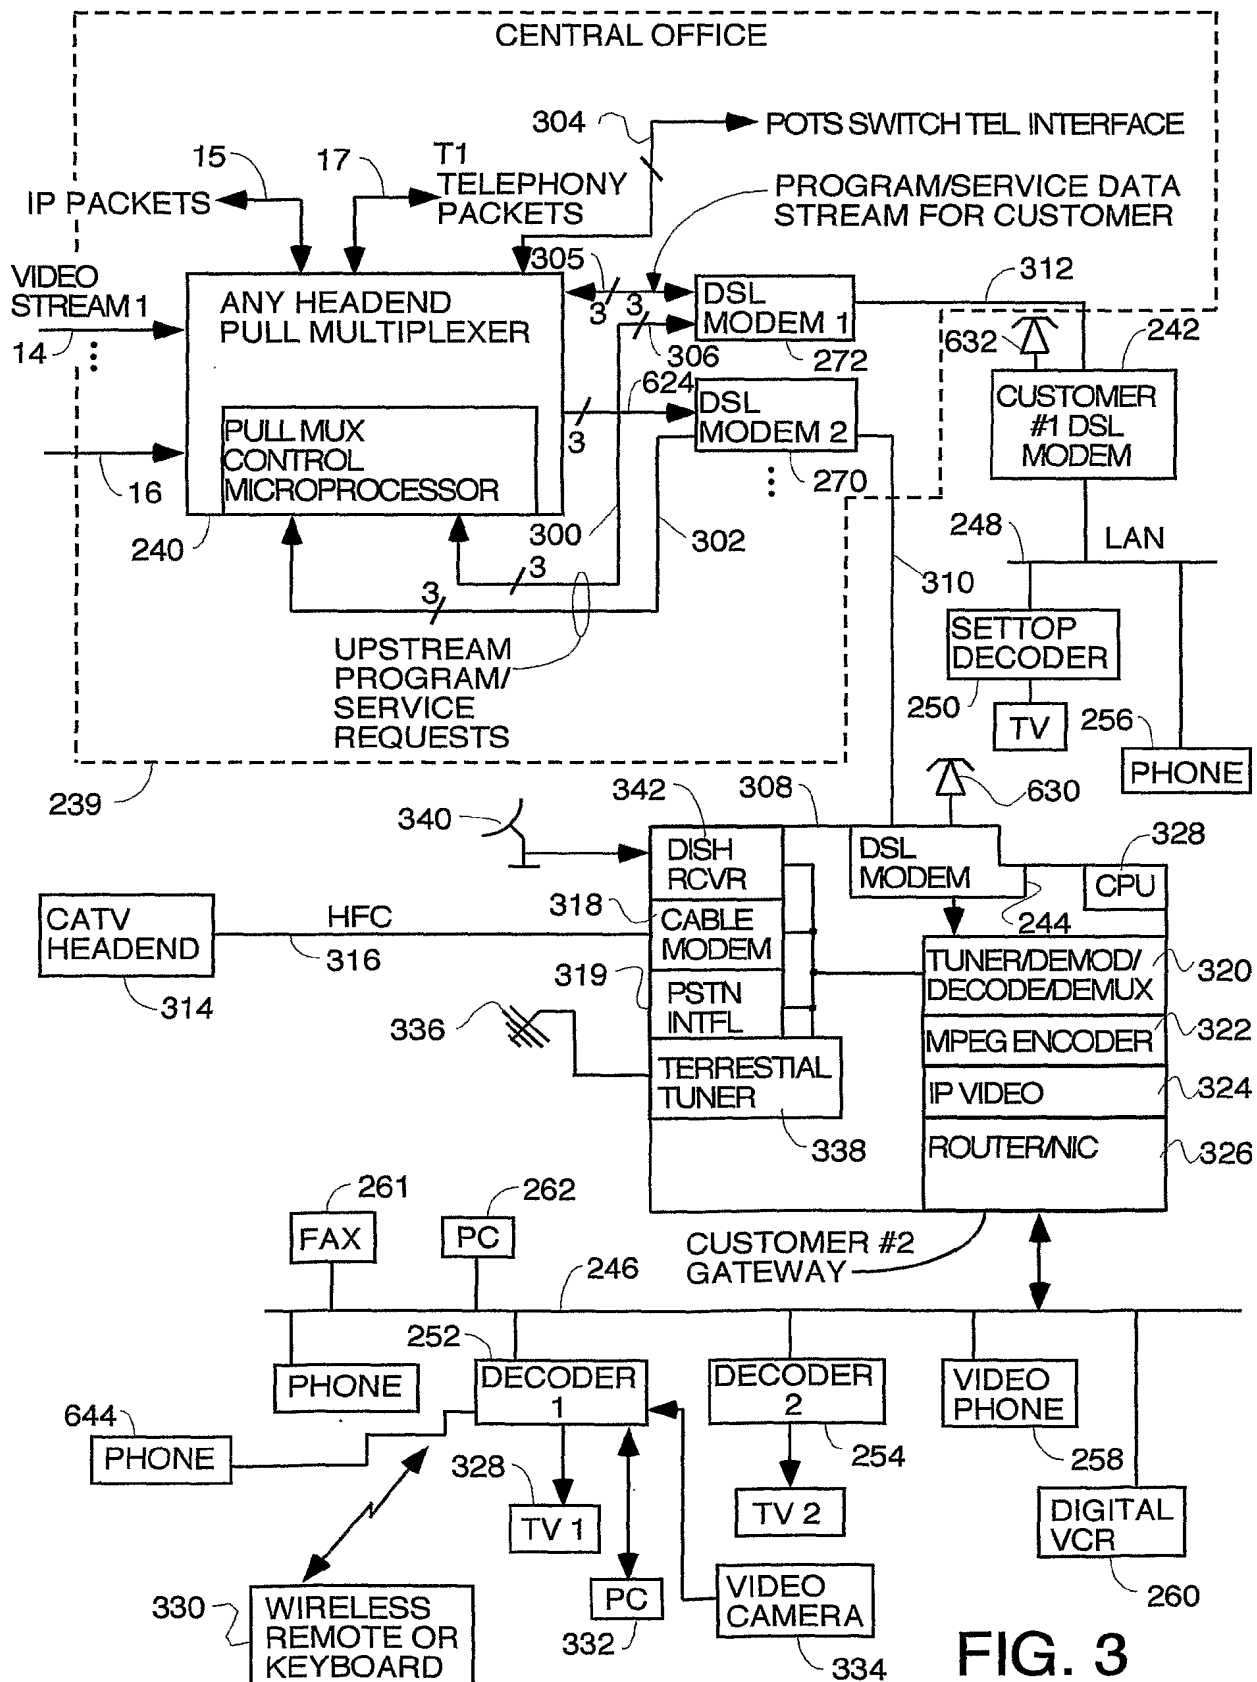 CENTRAL OFFICE
304
POTS SWITCH TEL INTERFACE
15
17
T1
TELEPHONY
PACKETS
IP PACKETS
PROGRAM/SERVICE DATA
STREAM FOR CUSTOMER
VIDEO
STREAM 1
14
16
ANY HEADEND
PULL MULTIPLEXER
305
3
3
306
DSL
MODEM 1
272
312
632
242
CUSTOMER
#1 DSL
MODEM
624
3
DSL
MODEM 2
270
PULL MUX
CONTROL
MICROPROCESSOR
240
300
302
3
3
310
248
LAN
UPSTREAM
PROGRAM/
SERVICE
REQUESTS
SETTOP
DECODER
250
TV
256
PHONE
239
340
342
308
630
DISH
RCVR
DSL
MODEM
328
CPU
244
CATV
HEADEND
314
HFC
316
318
CABLE
MODEM
319
PSTN
INTFL
336
TERRESTIAL
TUNER
338
TUNER/DEMOD/
DECODE/DEMUX
320
MPEG ENCODER
322
IP VIDEO
324
ROUTER/NIC
326
261
FAX
262
PC
CUSTOMER #2
GATEWAY
246
252
PHONE
DECODER
1
DECODER
2
254
VIDEO
PHONE
258
644
PHONE
328
TV 1
TV 2
DIGITAL
VCR
260
330
WIRELESS
REMOTE OR
KEYBOARD
PC
332
VIDEO
CAMERA
334
FIG. 3